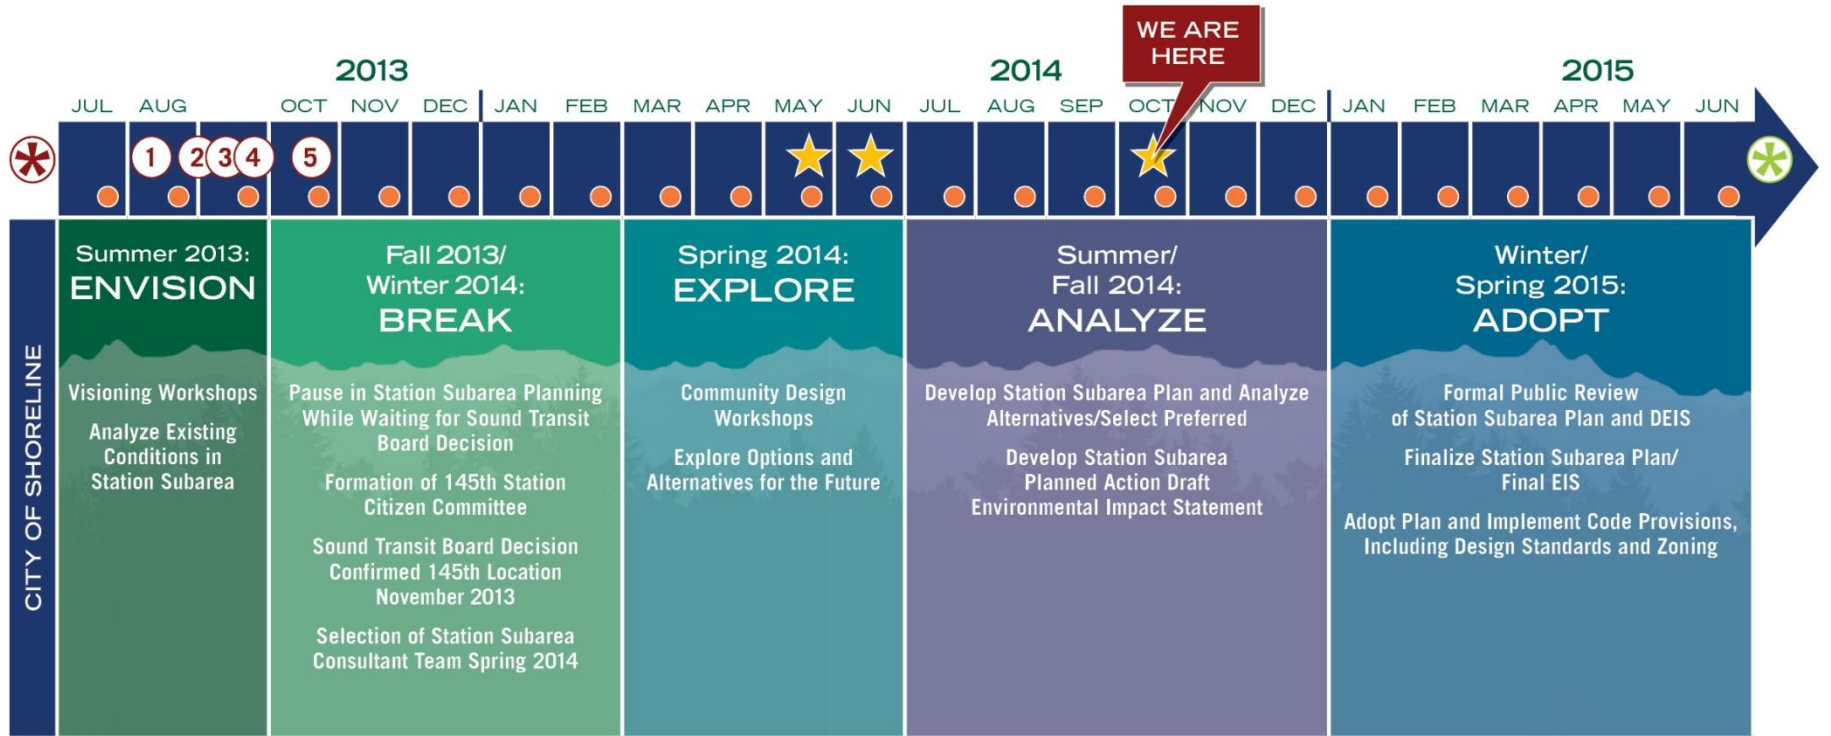 WE ARE
HERE
2013
2014
2015
JUL AUG OCT NOV DEC JAN FEB MAR APR MAY JUN JUL AUG SEP OCT NOV DEC JAN FEB MAR APR MAY JUN
1 2 3 4 5
CITY OF SHORELINE
Summer 2013:
ENVISION
Visioning Workshops
Analyze Existing
Conditions in
Station Subarea
Fall 2013/
Winter 2014:
BREAK
Pause in Station Subarea Planning
While Waiting for Sound Transit
Board Decision
Formation of 145th Station
Citizen Committee
Sound Transit Board Decision
Confirmed 145th Location
November 2013
Selection of Station Subarea
Consultant Team Spring 2014
Spring 2014:
EXPLORE
Community Design
Workshops
Explore Options and
Alternatives for the Future
Summer/
Fall 2014:
ANALYZE
Develop Station Subarea Plan and Analyze
Alternatives/Select Preferred
Develop Station Subarea
Planned Action Draft
Environmental Impact Statement
Winter/
Spring 2015:
ADOPT
Formal Public Review
of Station Subarea Plan and DEIS
Finalize Station Subarea Plan/
Final EIS
Adopt Plan and Implement Code Provisions,
Including Design Standards and Zoning